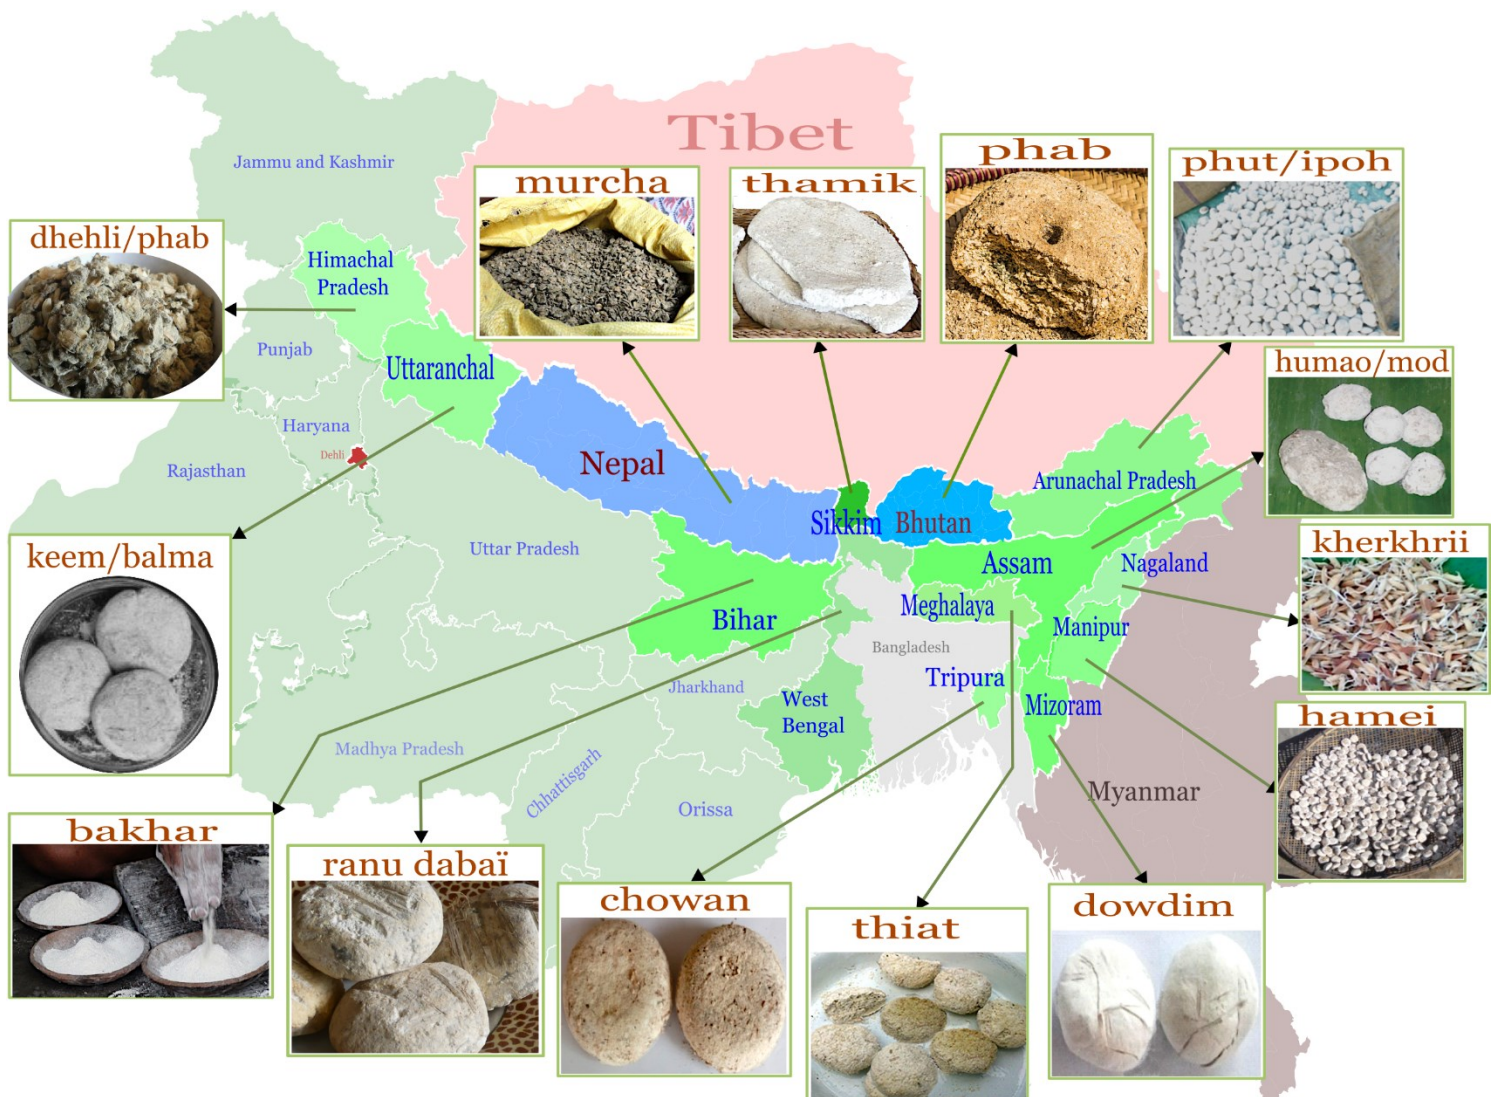 Tibet
Jammu and Kashmir
murcha
thamik
phab
phut/ipoh
dhehli/phab
Himachal
Pradesh
Punjab
Uttaranchal
humao/mod
Haryana
Dehli
Rajasthan
Nepal
Arunachal Pradesh
Sikkim
Bhutan
keem/balma
Uttar Pradesh
Assam
Nagaland
kherkhrii
Bihar
Meghalaya
Manipur
Bangladesh
Jharkhand
Tripura
West
Bengal
Mizoram
hamei
Madhya Pradesh
Chhattisgarh
Orissa
Myanmar
bakhar
ranu dabaï
chowan
thiat
dowdim